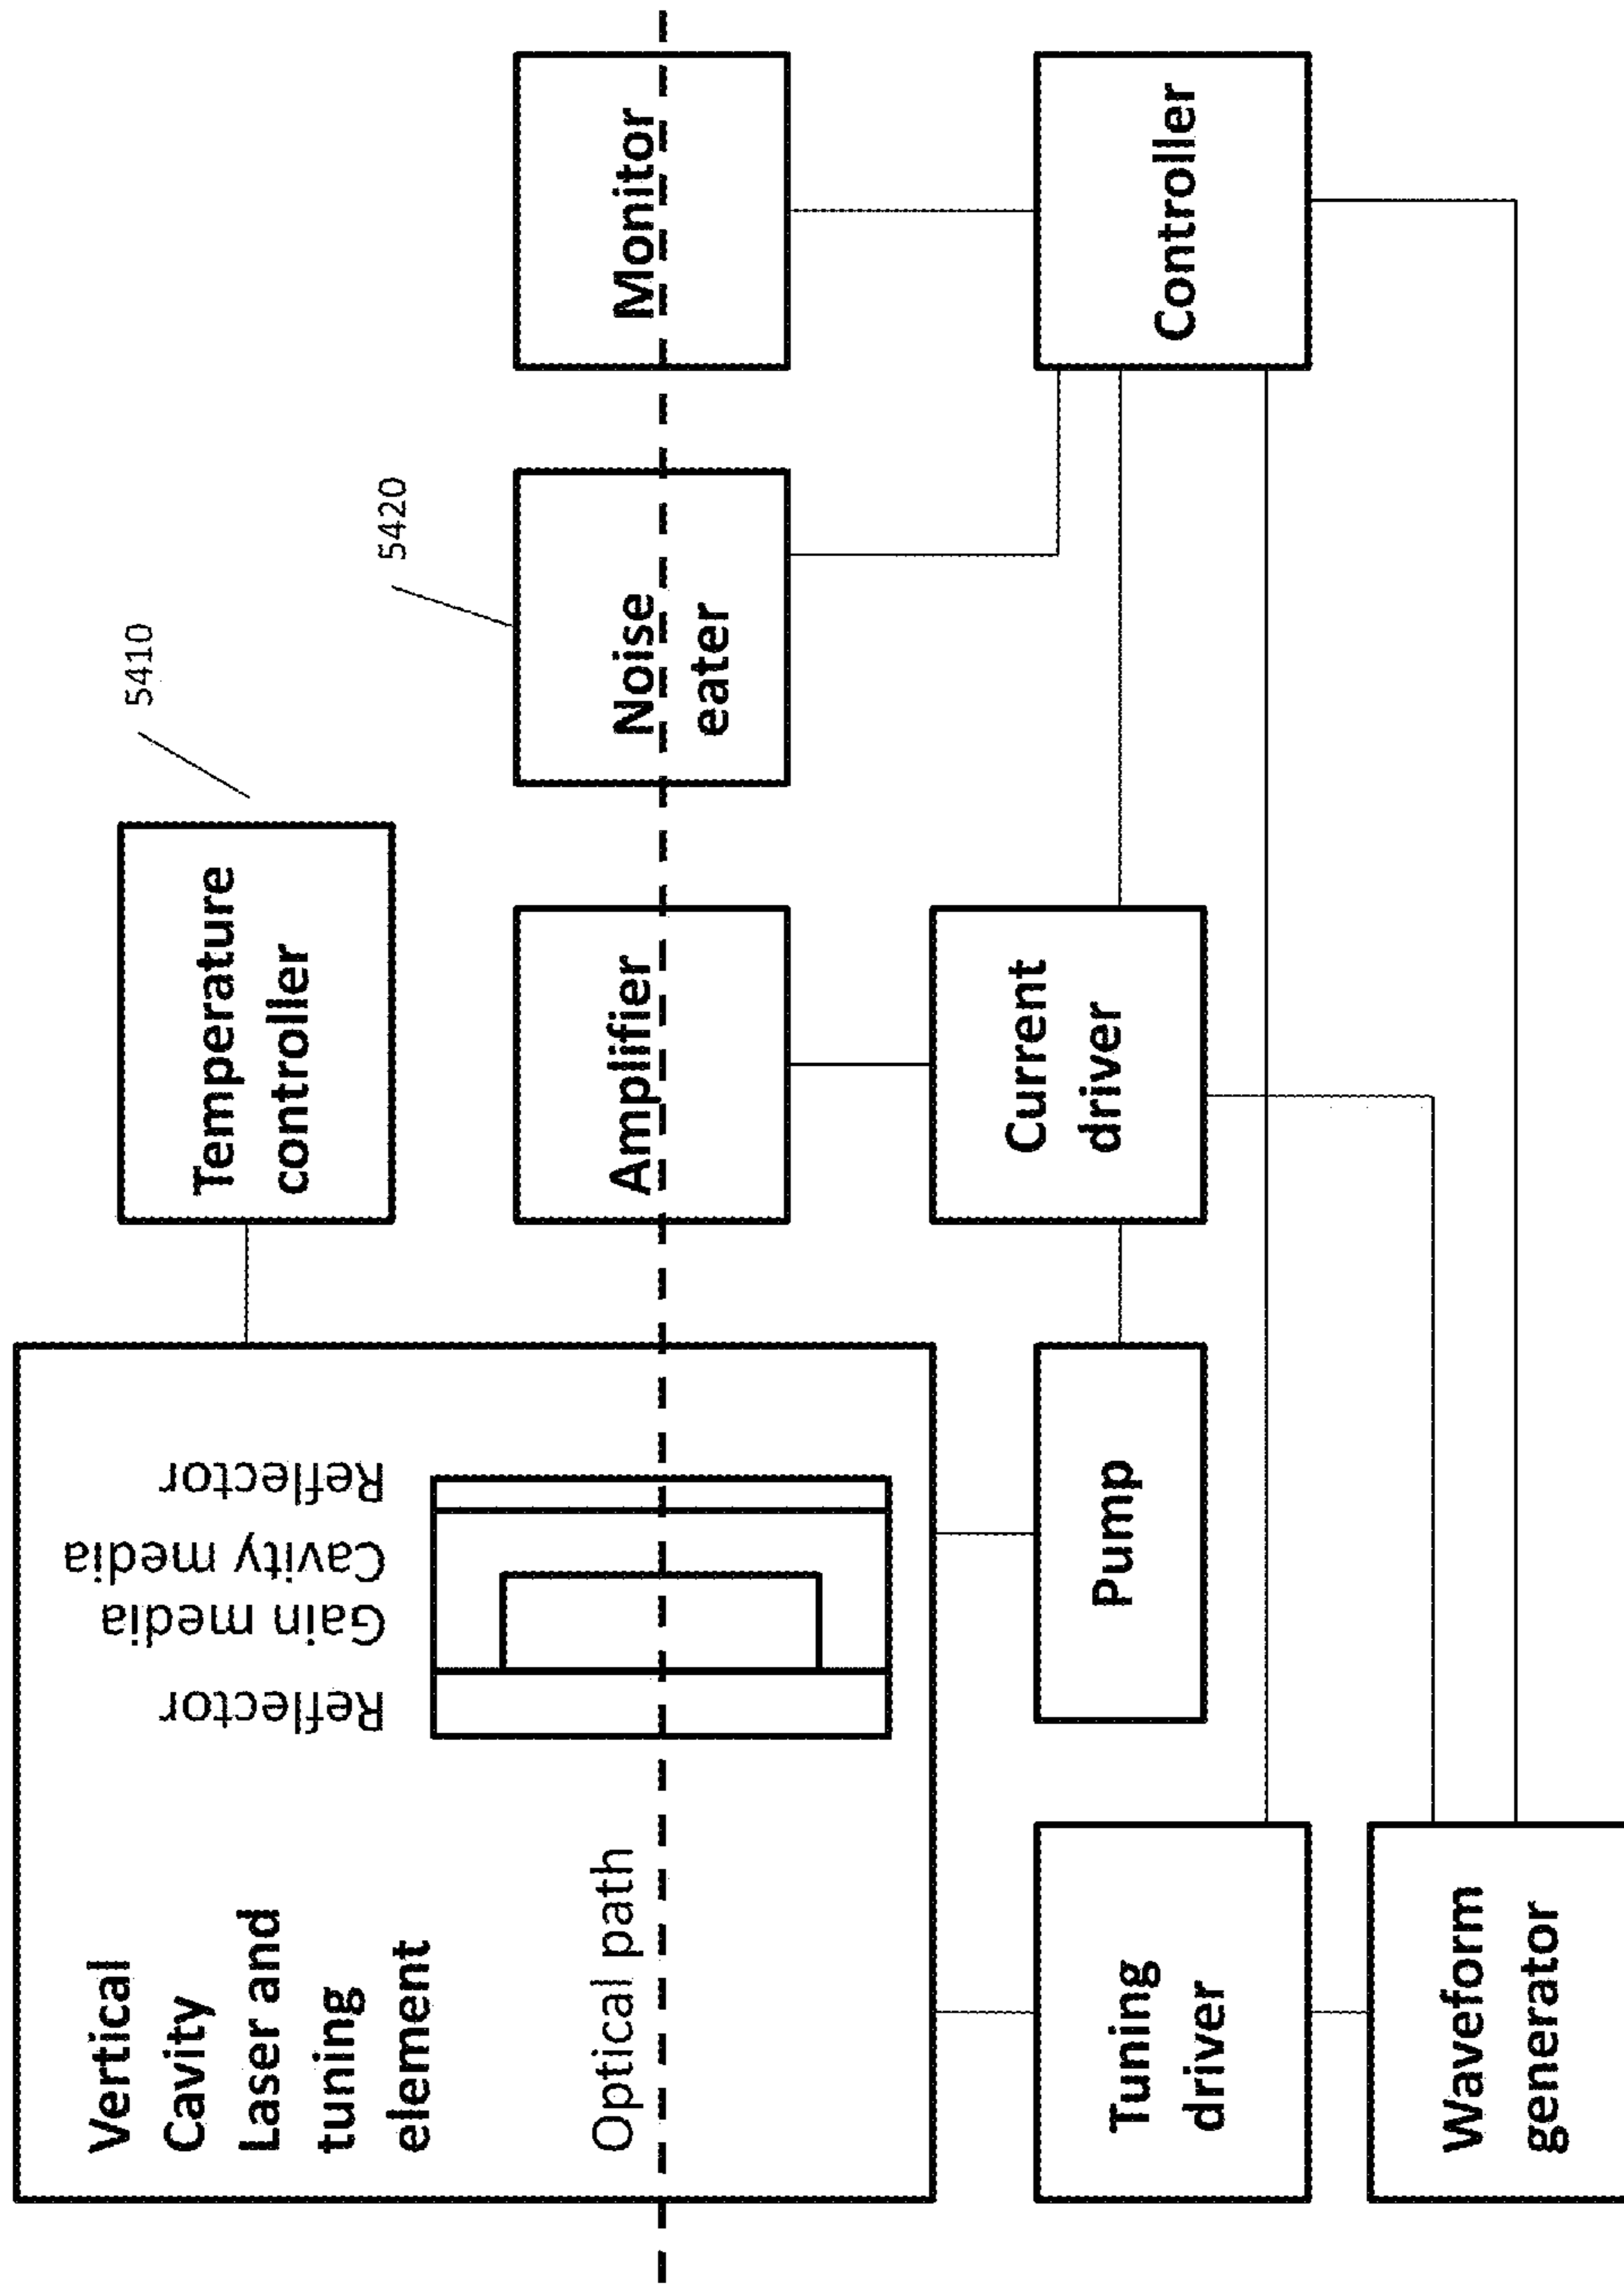 Vertical
Cavity
Laser and
tuning
element
Reflector
Gain media
Cavity media
Reflector
Optical path
Temperature
controller
5410
Amplifier
Noise
eater
5420
Monitor
Tuning
driver
Pump
Current
driver
Controller
Waveform
generator